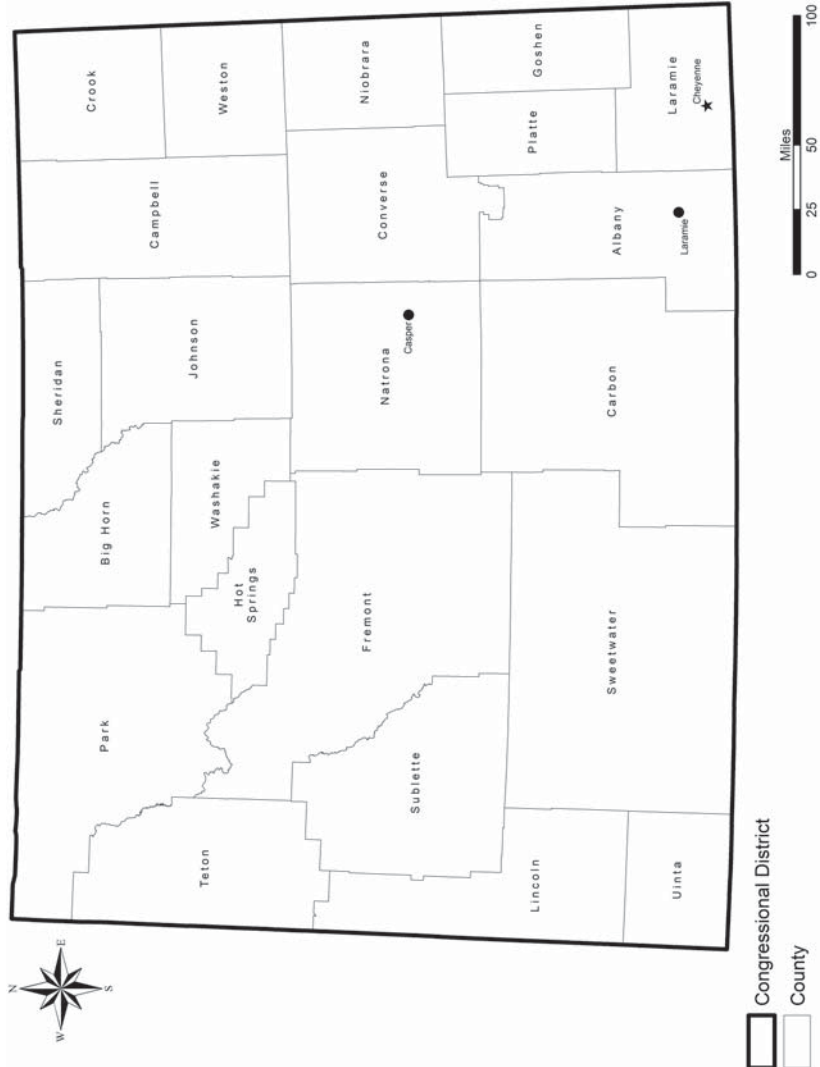 N
W
E
S
Crook
Weston
Niobrara
Goshen
Platte
Laramie
Cheyenne
Campbell
Converse
Albany
Laramie
Sheridan
Johnson
Natrona
Casper
Carbon
Big Horn
Washakie
Hot
Springs
Fremont
Sweetwater
Park
Sublette
Teton
Lincoln
Uinta
Congressional District
County
Miles
0
25
50
100